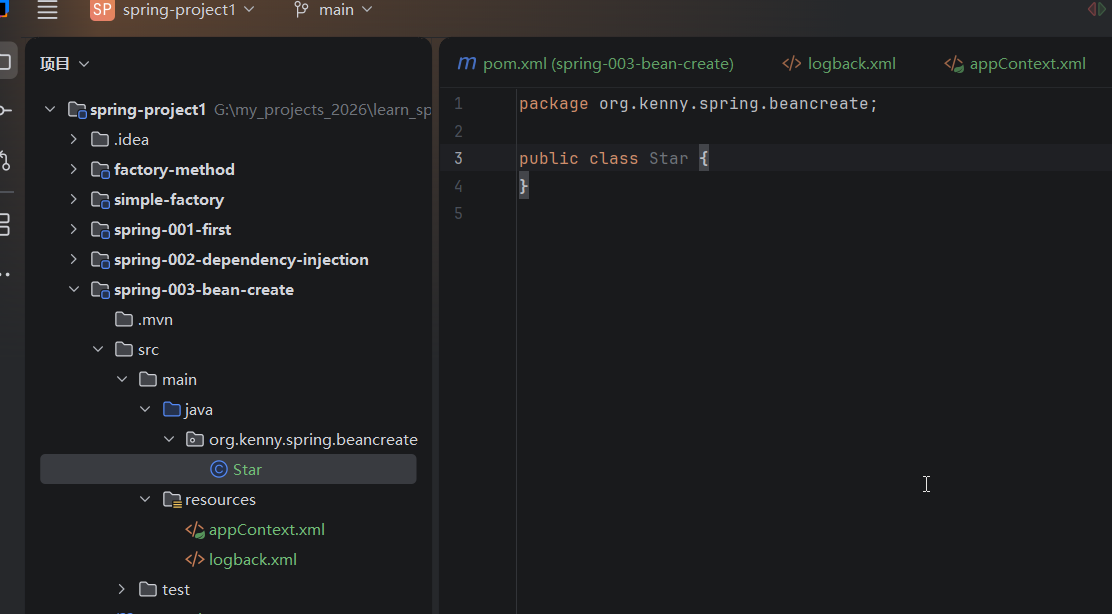 SP spring-project1 main
项目
spring-project1 G:\my_projects_2026\learn_sp
.idea
factory-method
simple-factory
spring-001-first
spring-002-dependency-injection
spring-003-bean-create
.mvn
src
main
java
org.kenny.spring.beancreate
Star
resources
appContext.xml
logback.xml
test
pom.xml (spring-003-bean-create) logback.xml appContext.xml
1 package org.kenny.spring.beancreate;
2
3 public class Star {
4 }
5